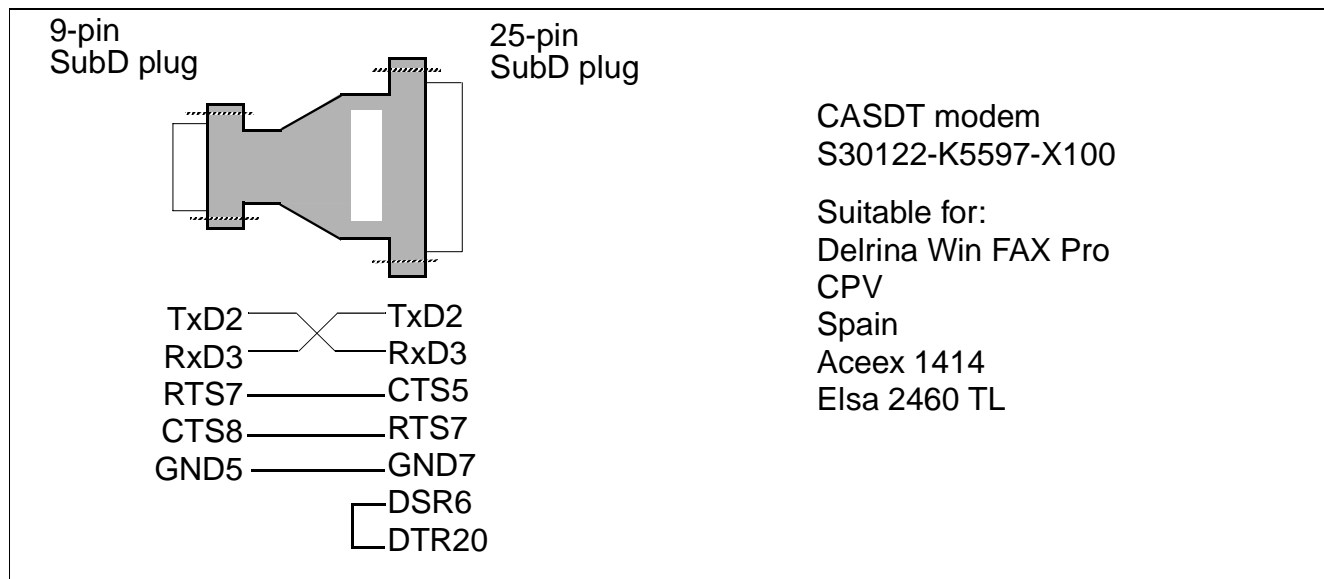 9-pin
SubD plug
25-pin
SubD plug
CASDT modem
S30122-K5597-X100
Suitable for:
Delrina Win FAX Pro
CPV
Spain
Aceex 1414
Elsa 2460 TL
TxD2 TxD2
RxD3 RxD3
RTS7 CTS5
CTS8 RTS7
GND5 GND7
DSR6
DTR20